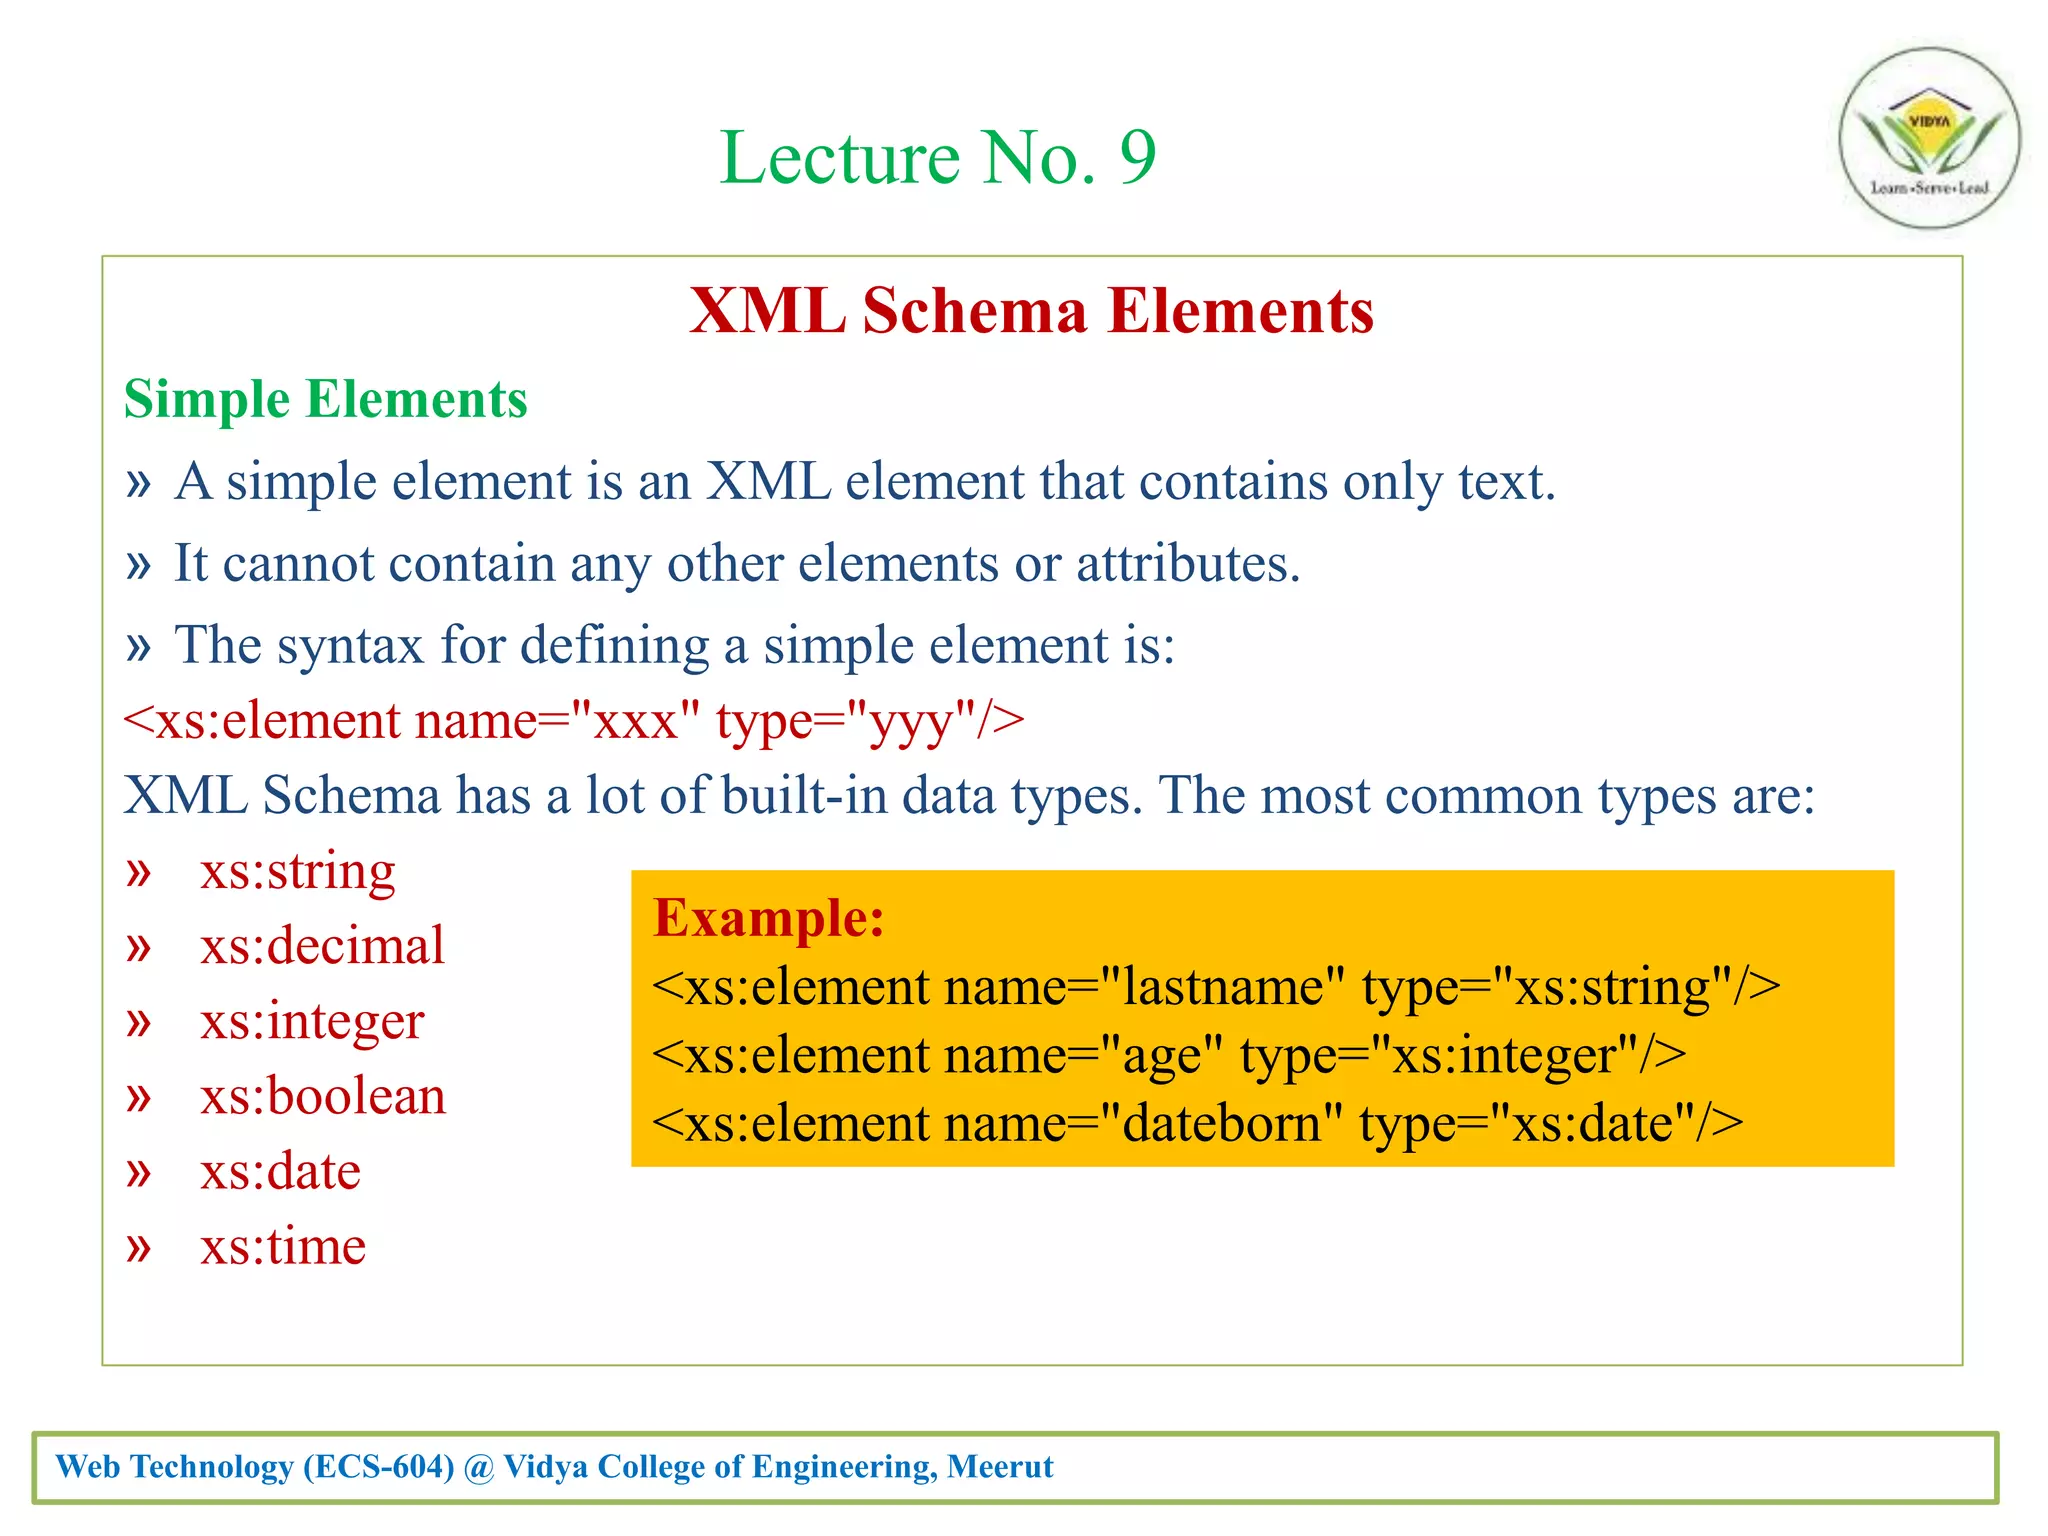 Lecture No. 9
VIDYA
Learn•Serve•Lead
XML Schema Elements
Simple Elements
» A simple element is an XML element that contains only text.
» It cannot contain any other elements or attributes.
» The syntax for defining a simple element is:
<xs:element name="xxx" type="yyy"/>
XML Schema has a lot of built-in data types. The most common types are:
» xs:string
» xs:decimal
» xs:integer
» xs:boolean
» xs:date
» xs:time
Example:
<xs:element name="lastname" type="xs:string"/>
<xs:element name="age" type="xs:integer"/>
<xs:element name="dateborn" type="xs:date"/>
Web Technology (ECS-604) @ Vidya College of Engineering, Meerut